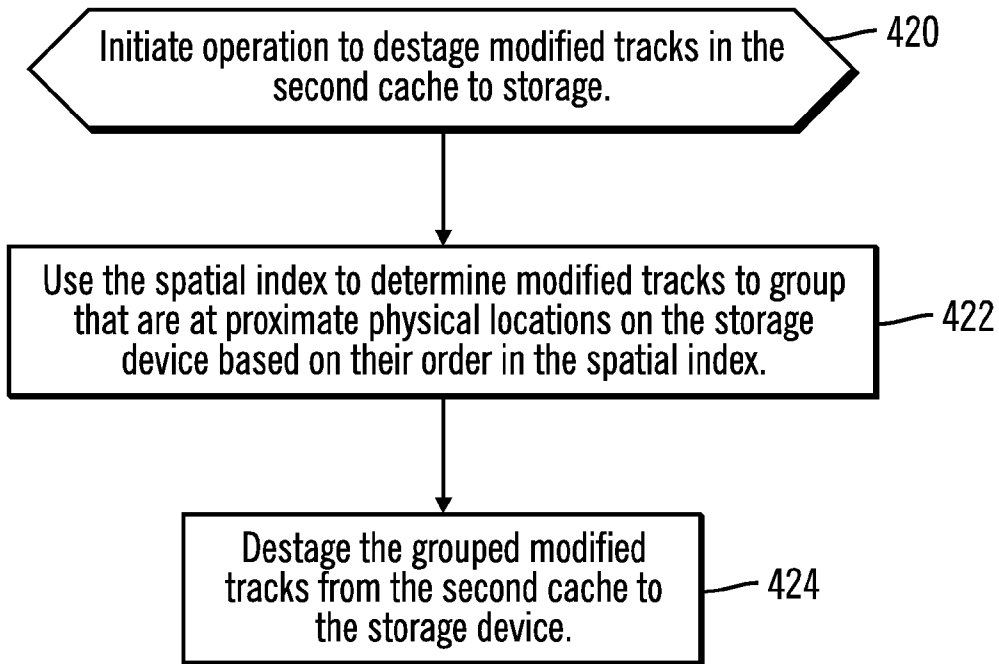 Initiate operation to destage modified tracks in the
second cache to storage.
420
Use the spatial index to determine modified tracks to group
that are at proximate physical locations on the storage
device based on their order in the spatial index.
422
Destage the grouped modified
tracks from the second cache to
the storage device.
424